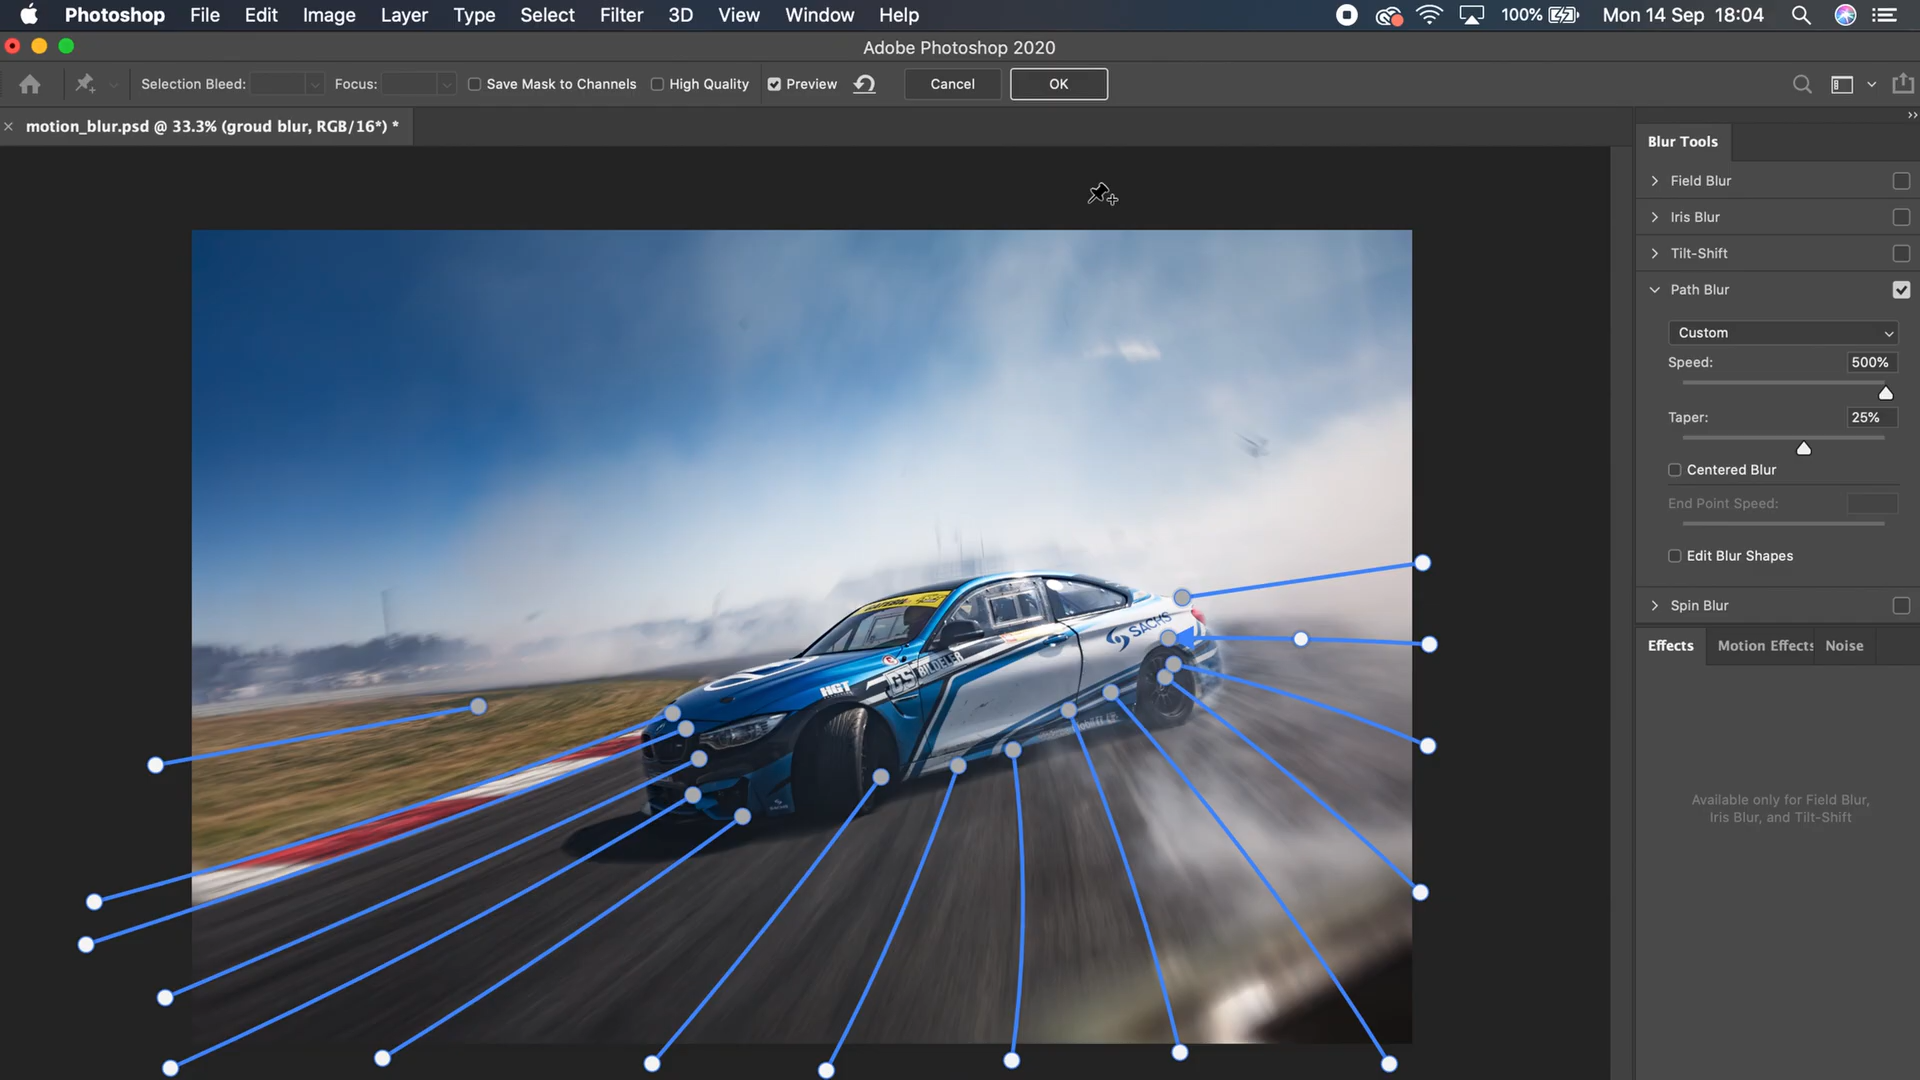 Photoshop File Edit Image Layer Type Select Filter 3D View Window Help 100% Mon 14 Sep 18:04
Adobe Photoshop 2020
Selection Bleed: Focus: Save Mask to Channels High Quality Preview Cancel OK
motion_blur.psd @ 33.3% (groud blur, RGB/16*) *
Blur Tools
Field Blur
Iris Blur
Tilt-Shift
Path Blur
Custom
Speed: 500%
Taper: 25%
Centered Blur
End Point Speed:
Edit Blur Shapes
Spin Blur
Effects Motion Effects Noise
Available only for Field Blur,
Iris Blur, and Tilt-Shift
SACHS
HGT
GS BILDELER